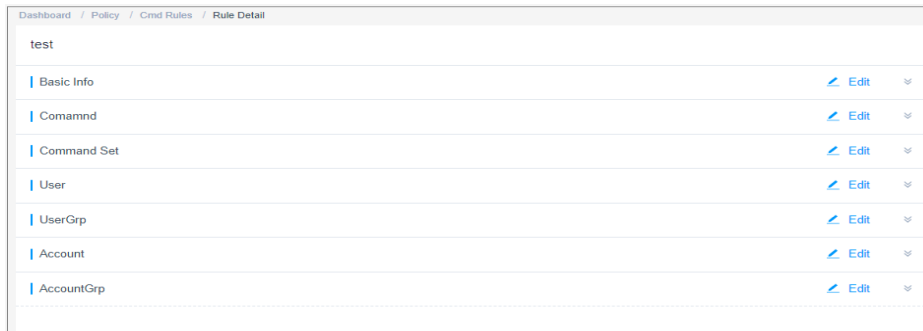 Dashboard / Policy / Cmd Rules / Rule Detail
test
Basic Info Edit
Comamnd Edit
Command Set Edit
User Edit
UserGrp Edit
Account Edit
AccountGrp Edit